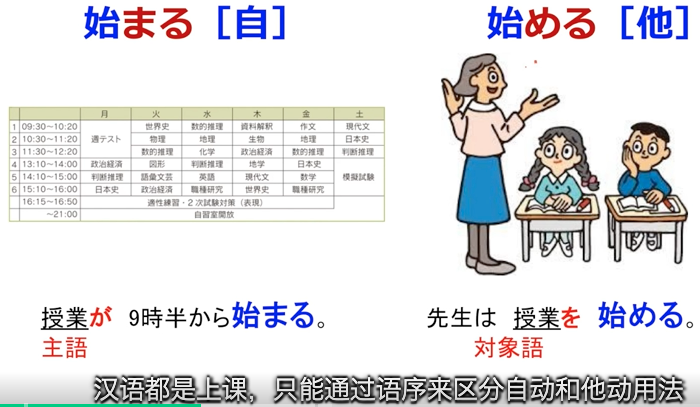 始まる［自］
始める［他］
月 火 水 木 金 土
1 09:30～10:20 週テスト 世界史 数的推理 資料解釈 作文 現代文
2 10:30～11:20 物理 地理 生物 地理 日本史
3 11:30～12:20 数的推理 化学 政治経済 数的推理 判断推理
4 13:10～14:00 政治経済 図形 判断推理 地学 日本史 模擬試験
5 14:10～15:00 判断推理 語彙文芸 英語 現代文 数学
6 15:10～16:00 日本史 政治経済 職種研究 世界史 職種研究
16:15～16:50 適性練習・2次試験対策（表現）
～21:00 自習室開放
授業が 9時半から始まる。
主語
先生は 授業を 始める。
対象語
汉语都是上课，只能通过语序来区分自动和他动用法